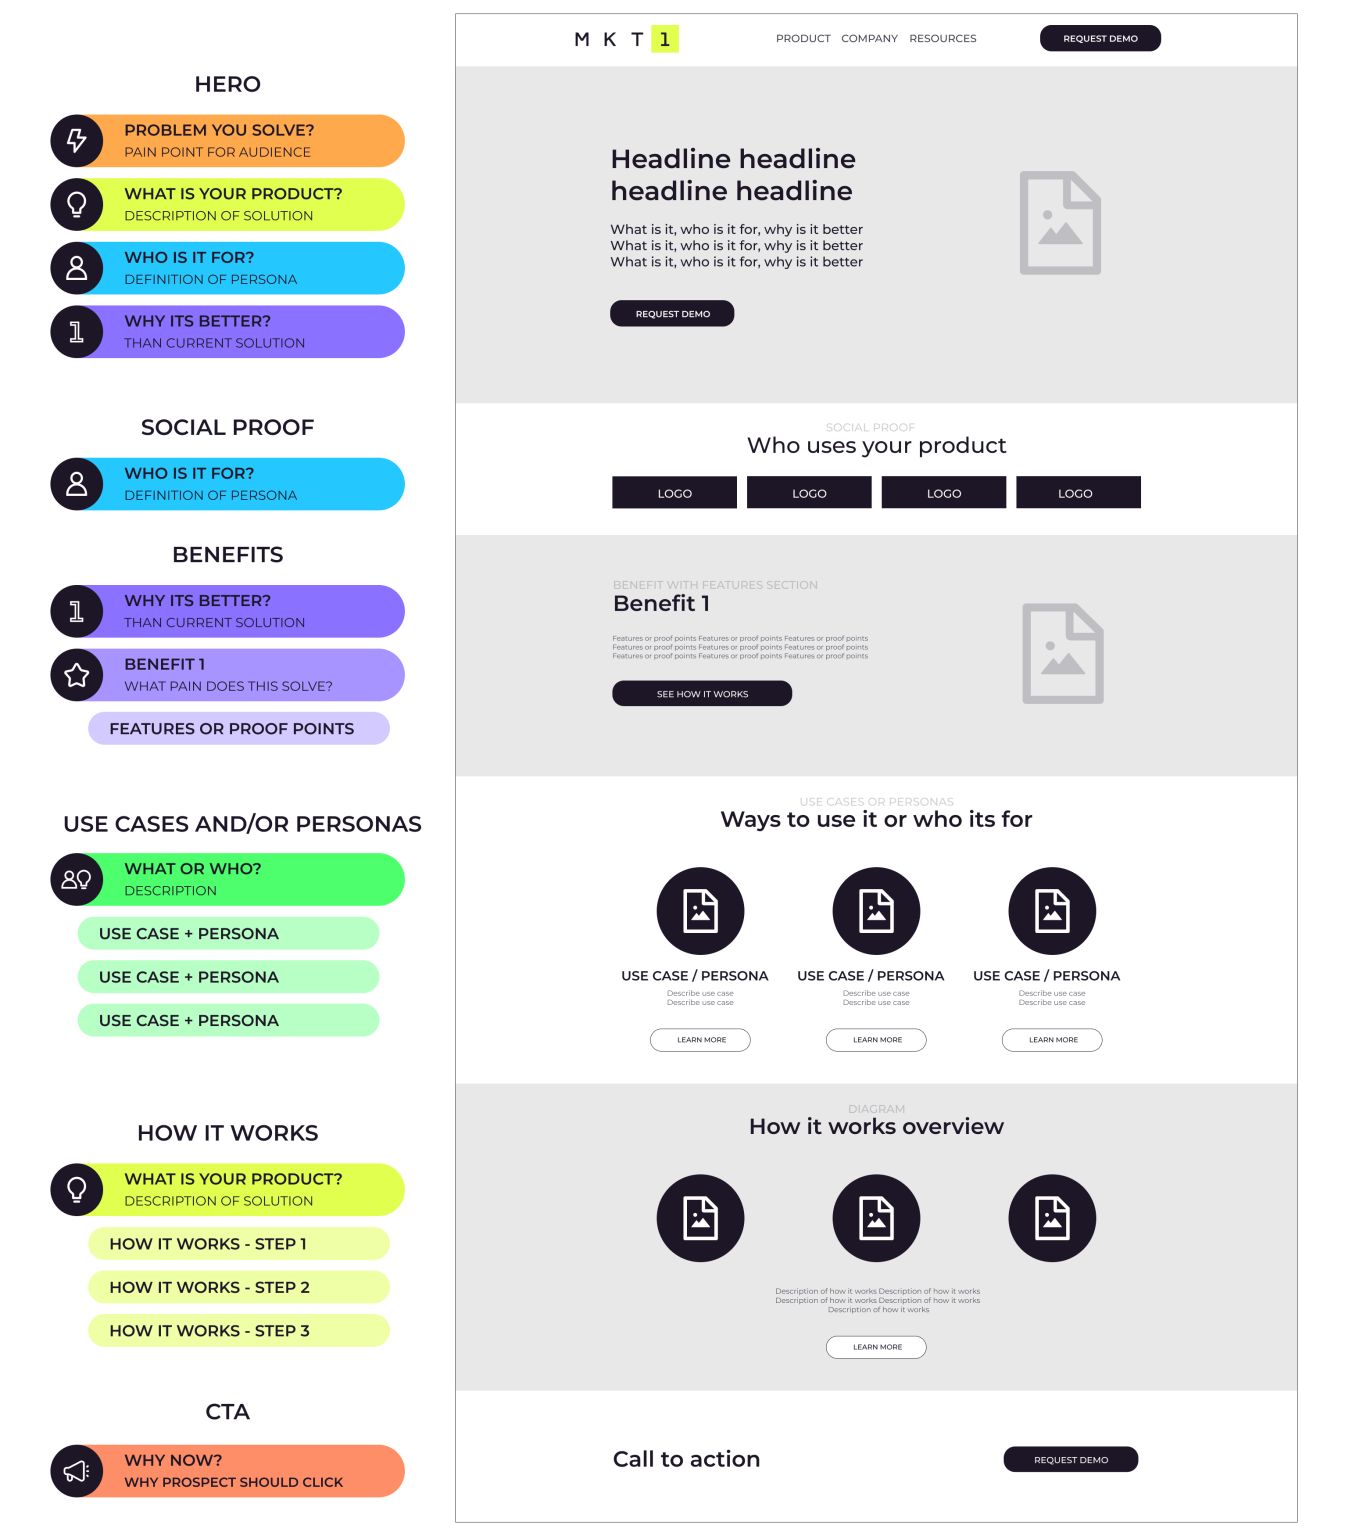 HERO
PROBLEM YOU SOLVE?
PAIN POINT FOR AUDIENCE
WHAT IS YOUR PRODUCT?
DESCRIPTION OF SOLUTION
WHO IS IT FOR?
DEFINITION OF PERSONA
1
WHY ITS BETTER?
THAN CURRENT SOLUTION
SOCIAL PROOF
WHO IS IT FOR?
DEFINITION OF PERSONA
BENEFITS
1
WHY ITS BETTER?
THAN CURRENT SOLUTION
BENEFIT 1
WHAT PAIN DOES THIS SOLVE?
FEATURES OR PROOF POINTS
USE CASES AND/OR PERSONAS
WHAT OR WHO?
DESCRIPTION
USE CASE + PERSONA
USE CASE + PERSONA
USE CASE + PERSONA
HOW IT WORKS
WHAT IS YOUR PRODUCT?
DESCRIPTION OF SOLUTION
HOW IT WORKS - STEP 1
HOW IT WORKS - STEP 2
HOW IT WORKS - STEP 3
CTA
WHY NOW?
WHY PROSPECT SHOULD CLICK
MKT1
PRODUCT COMPANY RESOURCES
REQUEST DEMO
Headline headline
headline headline
What is it, who is it for, why is it better
What is it, who is it for, why is it better
What is it, who is it for, why is it better
REQUEST DEMO
SOCIAL PROOF
Who uses your product
LOGO LOGO LOGO LOGO
BENEFIT WITH FEATURES SECTION
Benefit 1
Features or proof points Features or proof points Features or proof points
Features or proof points Features or proof points Features or proof points
Features or proof points Features or proof points Features or proof points
SEE HOW IT WORKS
USE CASES OR PERSONAS
Ways to use it or who its for
USE CASE / PERSONA USE CASE / PERSONA USE CASE / PERSONA
Describe use case Describe use case Describe use case
Describe use case Describe use case Describe use case
LEARN MORE LEARN MORE LEARN MORE
DIAGRAM
How it works overview
Description of how it works Description of how it works
Description of how it works Description of how it works
Description of how it works
LEARN MORE
Call to action
REQUEST DEMO